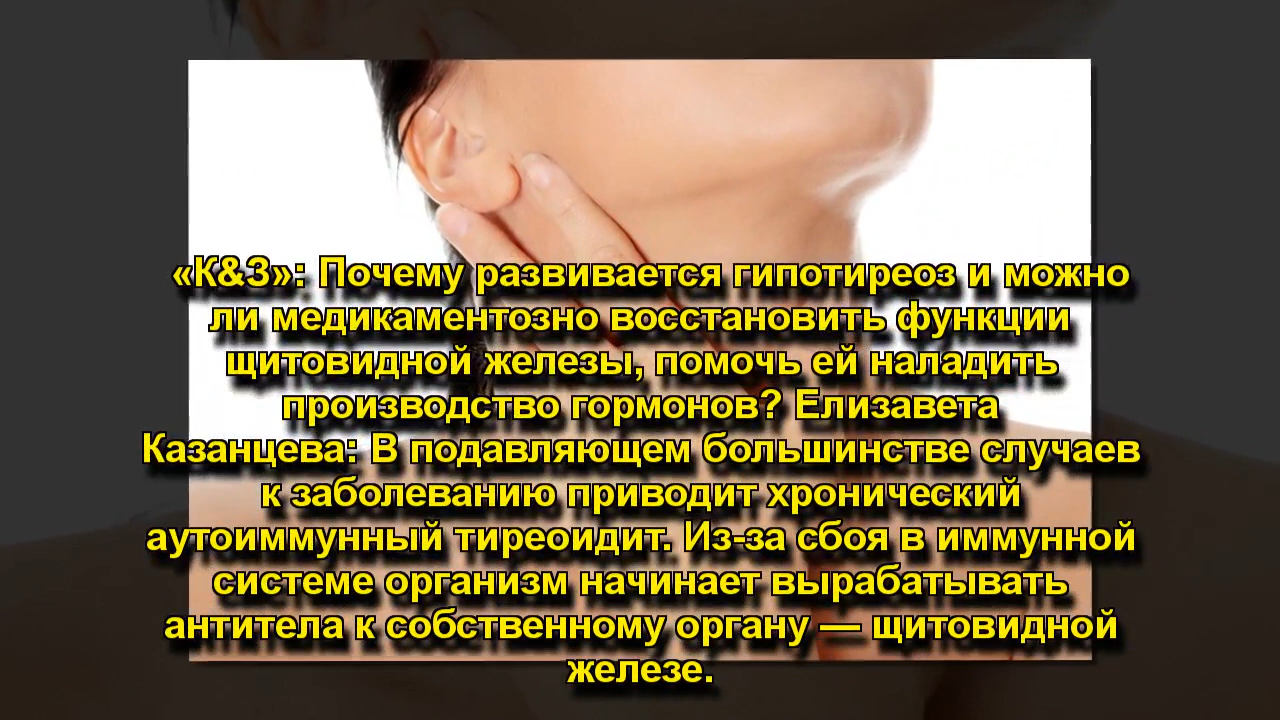 «К&З»: Почему развивается гипотиреоз и можно
ли медикаментозно восстановить функции
щитовидной железы, помочь ей наладить
производство гормонов? Елизавета
Казанцева: В подавляющем большинстве случаев
к заболеванию приводит хронический
аутоиммунный тиреоидит. Из-за сбоя в иммунной
системе организм начинает вырабатывать
антитела к собственному органу — щитовидной
железе.